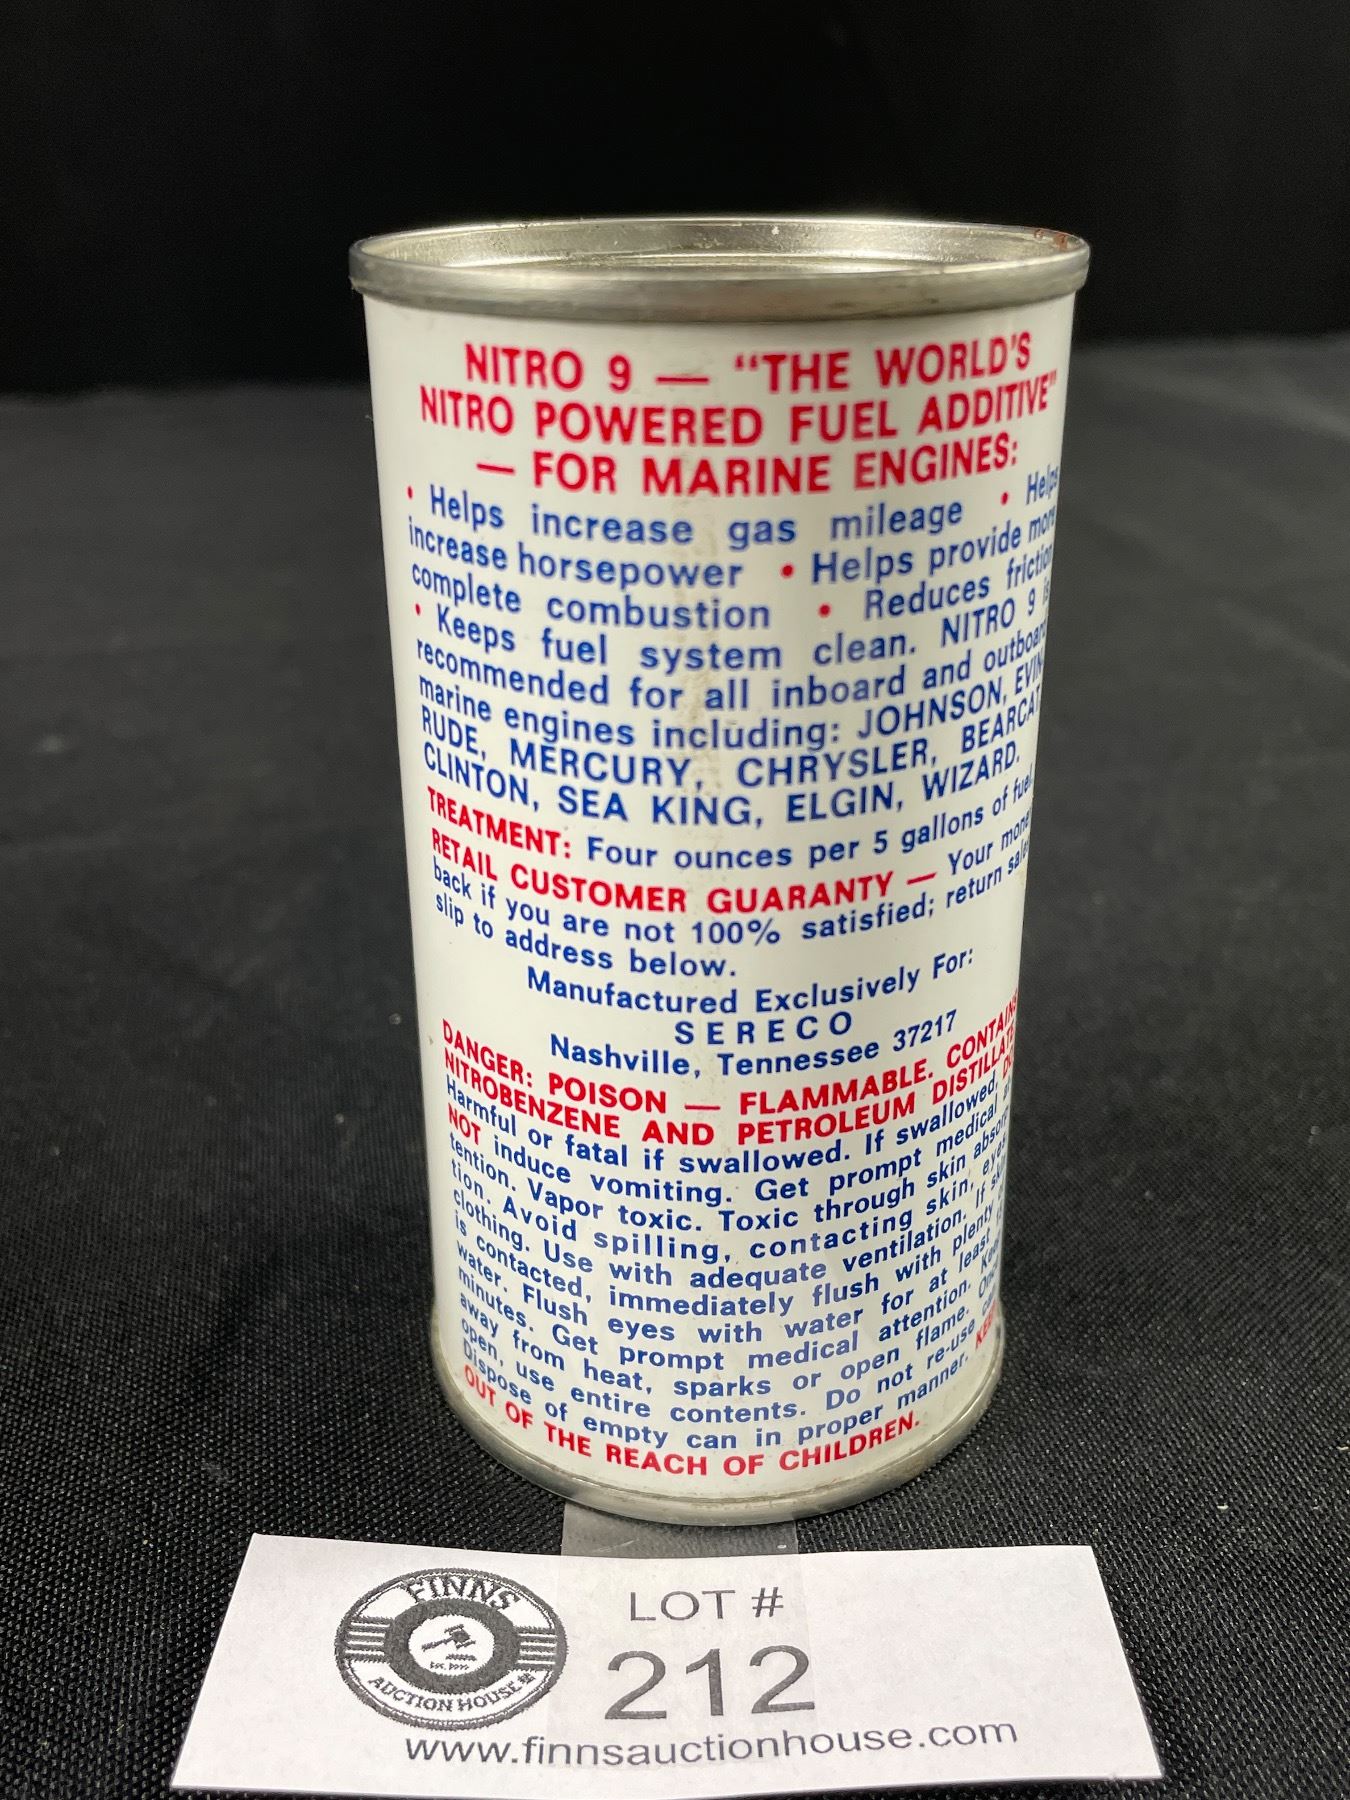 NITRO 9 — "THE WORLD'S
NITRO POWERED FUEL ADDITIVE"
— FOR MARINE ENGINES:
• Helps increase gas mileage • Helps
increase horsepower • Helps provide more
complete combustion • Reduces friction
• Keeps fuel system clean. NITRO 9 is
recommended for all inboard and outboard
marine engines including: JOHNSON, EVIN
RUDE, MERCURY, CHRYSLER, BEARCAT
CLINTON, SEA KING, ELGIN, WIZARD.
TREATMENT: Four ounces per 5 gallons of fuel.
RETAIL CUSTOMER GUARANTY — Your money
back if you are not 100% satisfied; return sales
slip to address below.
Manufactured Exclusively For:
SERECO
Nashville, Tennessee 37217
DANGER: POISON — FLAMMABLE. CONTAINS
NITROBENZENE AND PETROLEUM DISTILLATE
Harmful or fatal if swallowed. If swallowed, DO
NOT induce vomiting. Get prompt medical at
tention. Vapor toxic. Toxic through skin absorp
tion. Avoid spilling, contacting skin, eyes
clothing. Use with adequate ventilation. If skin
is contacted, immediately flush with plenty
water. Flush eyes with water for at least
minutes. Get prompt medical attention. Keep
away from heat, sparks or open flame. Once
open, use entire contents. Do not re-use can
Dispose of empty can in proper manner. KEEP
OUT OF THE REACH OF CHILDREN.
FINNS
AUCTION HOUSE
LOT #
212
www.finnsauctionhouse.com